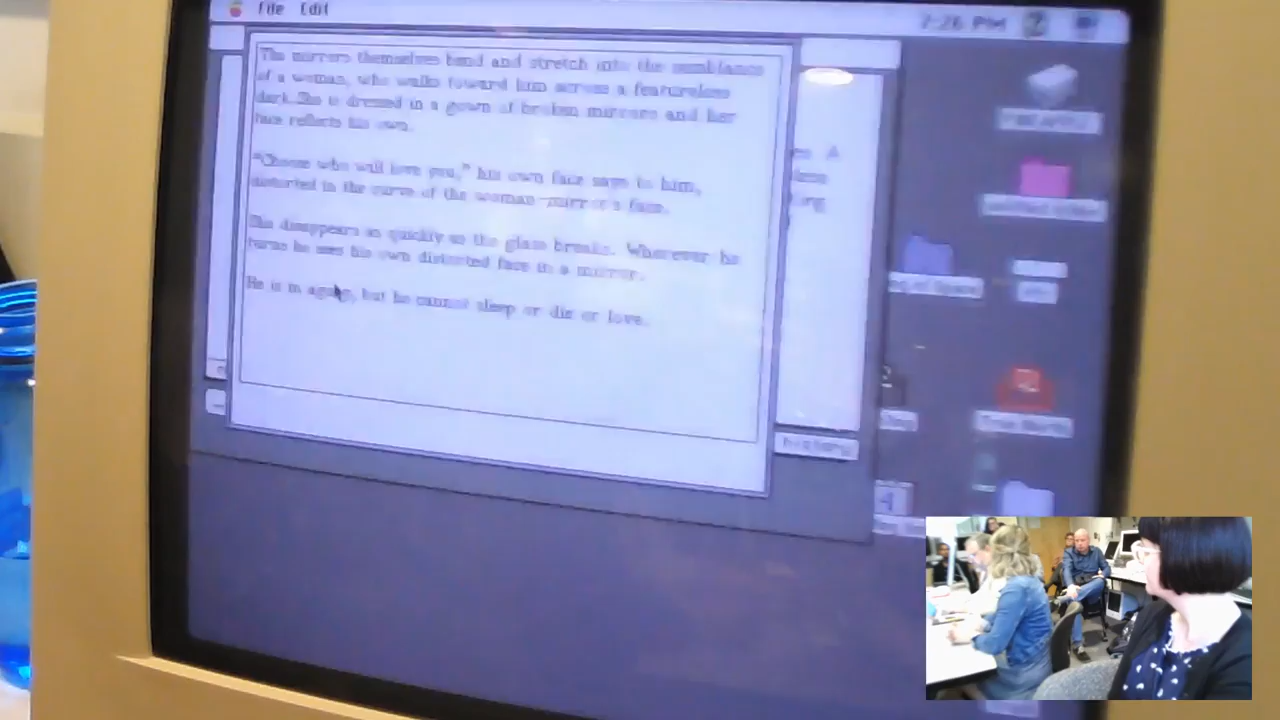 File Edit
2:26 PM
The mirrors themselves bend and stretch into the semblance
of a woman, who walks toward him across a featureless
dark. She is dressed in a gown of broken mirrors and her
face reflects his own.
"Choose who will love you," his own face says to him,
distorted in the curve of the woman-mirror's face.
She disappears as quickly as the glass breaks. Wherever he
turns he sees his own distorted face in a mirror.
He is in agony, but he cannot sleep or die or love.
history